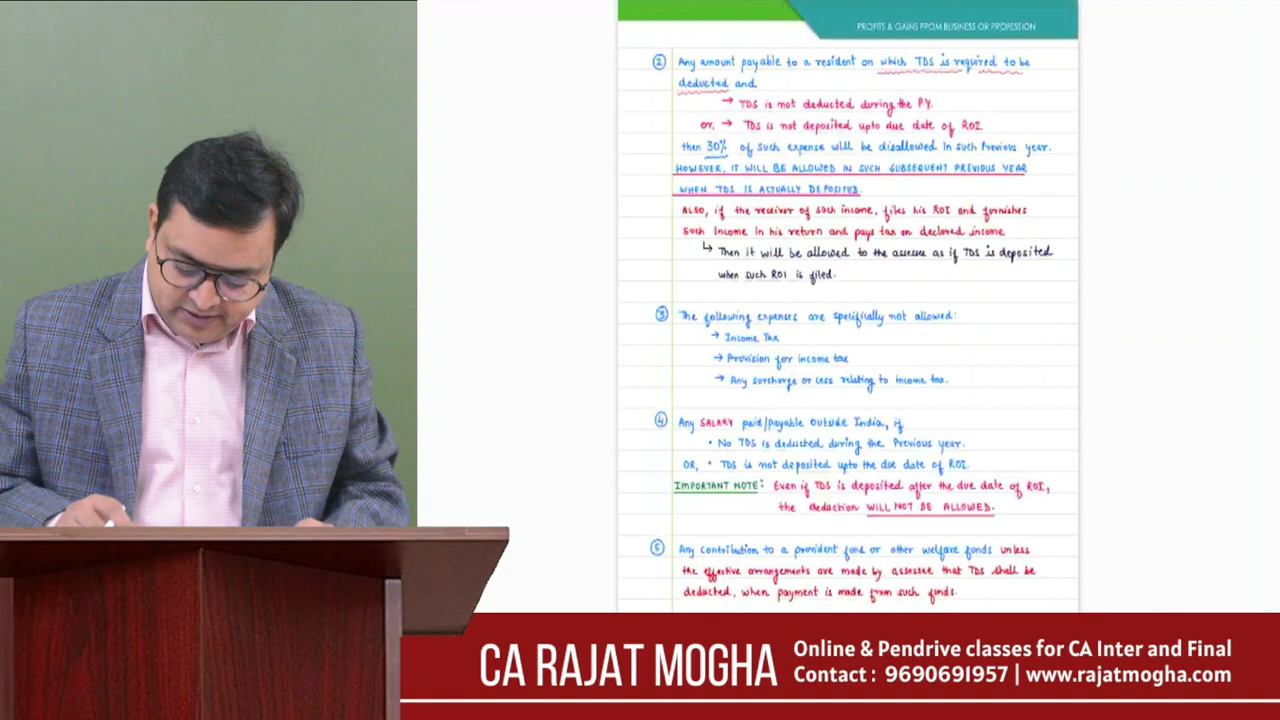 PROFITS & GAINS FROM BUSINESS OR PROFESSION
② Any amount payable to a resident on which TDS is required to be
deducted and
→ TDS is not deducted during the PY.
or, → TDS is not deposited upto due date of ROI.
then 30% of such expense will be disallowed in such Previous year.
HOWEVER, IT WILL BE ALLOWED IN SUCH SUBSEQUENT PREVIOUS YEAR
WHEN TDS IS ACTUALLY DEPOSITED.
ALSO, if the receiver of such income, files his ROI and furnishes
such Income in his return and pays tax on declared income
↳ Then it will be allowed to the assessee as if TDS is deposited
when such ROI is filed.
③ The following expenses are specifically not allowed:
→ Income Tax
→ Provision for income tax
→ Any surcharge or cess relating to income tax.
④ Any SALARY paid/payable outside India, if
• No TDS is deducted during the Previous year.
OR, • TDS is not deposited upto the due date of ROI.
IMPORTANT NOTE: Even if TDS is deposited after the due date of ROI,
the deduction WILL NOT BE ALLOWED.
⑤ Any contribution to a provident fund or other welfare funds unless
the effective arrangements are made by assessee that TDS shall be
deducted, when payment is made from such funds.
CA RAJAT MOGHA
Online & Pendrive classes for CA Inter and Final
Contact : 9690691957 | www.rajatmogha.com